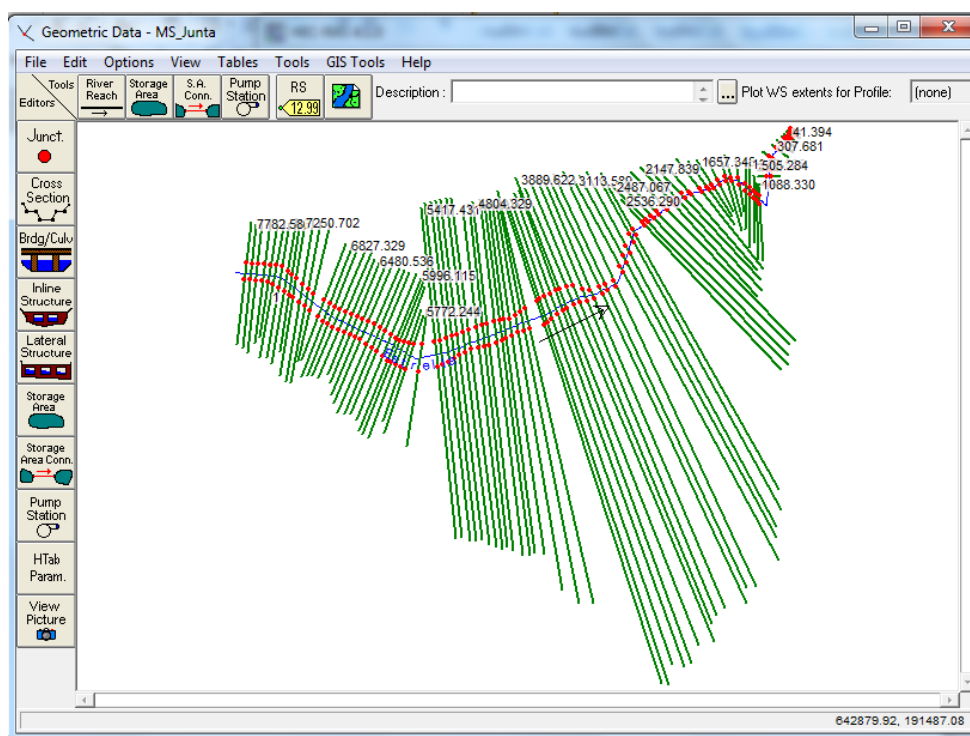 Geometric Data - MS_Junta
File Edit Options View Tables Tools GIS Tools Help
Tools
Editors
River
Reach
Storage
Area
S.A.
Conn.
Pump
Station
RS
12.99
Description :
...
Plot WS extents for Profile:
(none)
Junct.
Cross
Section
Brdg/Culv
Inline
Structure
Lateral
Structure
Storage
Area
Storage
Area Conn.
Pump
Station
HTab
Param.
View
Picture
41.394
307.681
505.284
1088.330
2147.839
3889.622
2487.067
2536.290
5417.431
4804.329
7250.702
6827.329
6480.536
5996.115
5772.244
1
642879.92, 191487.08